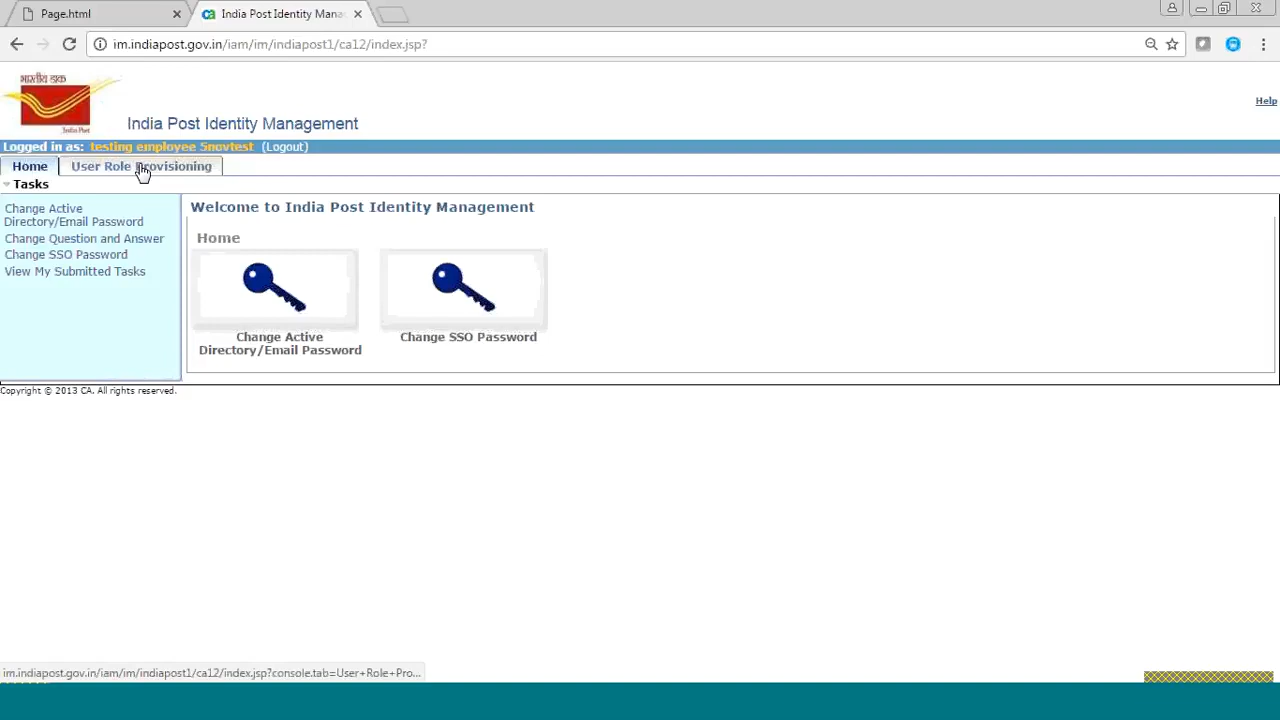 Page.html
India Post Identity Mana
im.indiapost.gov.in/iam/im/indiapost1/ca12/index.jsp?
भारतीय डाक
India Post
India Post Identity Management
Help
Logged in as: testing employee 5novtest (Logout)
Home
User Role Provisioning
Tasks
Change Active
Directory/Email Password
Change Question and Answer
Change SSO Password
View My Submitted Tasks
Welcome to India Post Identity Management
Home
Change Active
Directory/Email Password
Change SSO Password
Copyright © 2013 CA. All rights reserved.
im.indiapost.gov.in/iam/im/indiapost1/ca12/index.jsp?console.tab=User+Role+Pro...